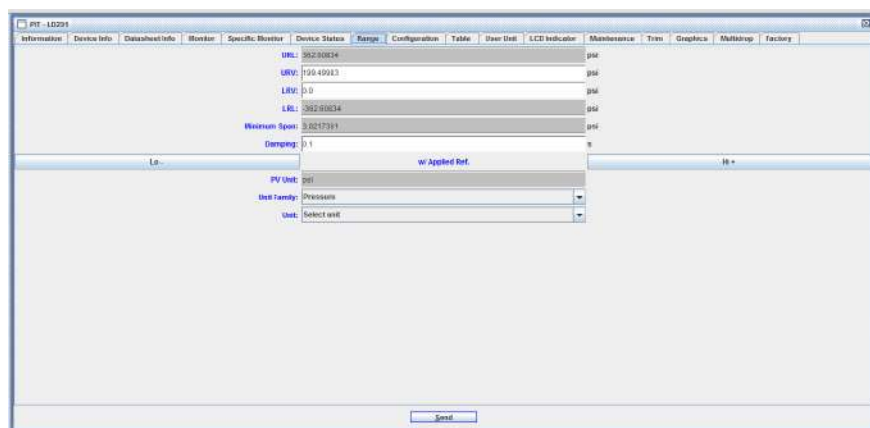 PIT - LD291
Information Device Info Datasheet Info Monitor Specific Monitor Device Status Range Configuration Table User Unit LCD Indicator Maintenance Trim Graphics Multidrop Factory
URL: 362.60834 psi
URV: 199.49983 psi
LRV: 0.0 psi
LRL: -362.60834 psi
Minimum Span: 3.0217361 psi
Damping: 0.1 s
Lo - w/ Applied Ref. Hi +
PV Unit: psi
Unit Family: Pressure
Unit: Select unit
Send